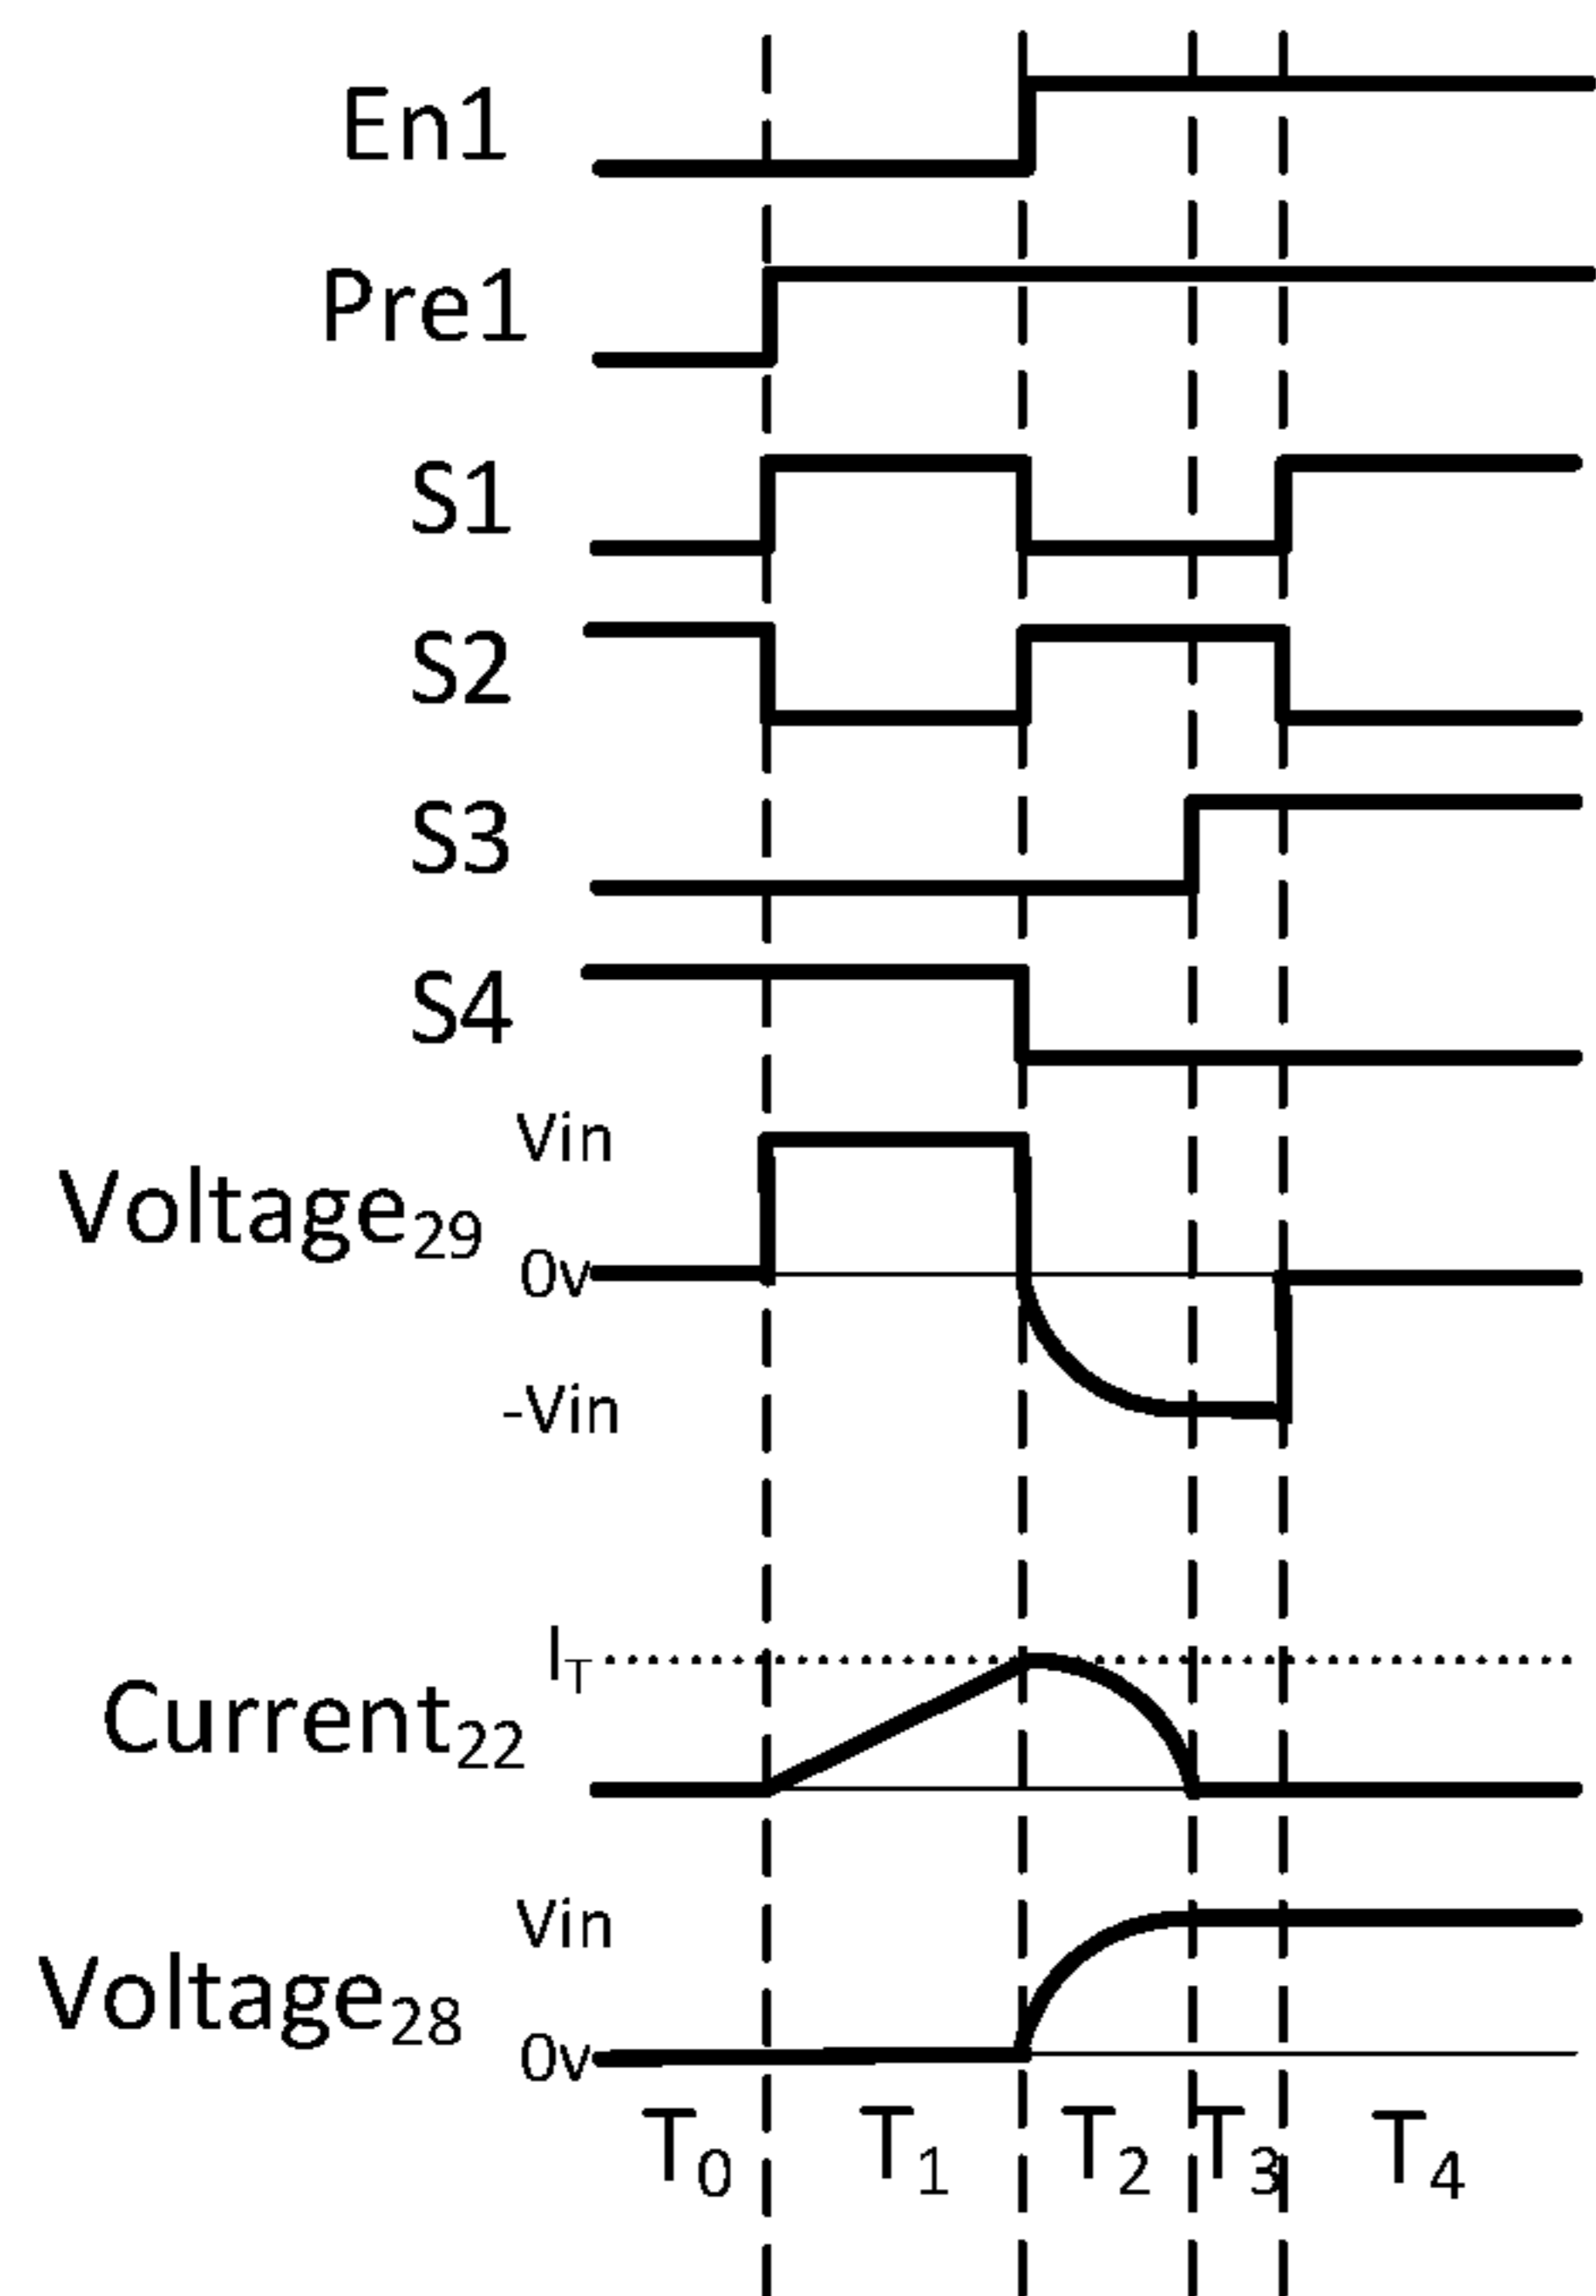 En1
Pre1
S1
S2
S3
S4
Vin
Voltage29
0v
-Vin
IT
Current22
Vin
Voltage28
0v
T0 T1 T2 T3 T4